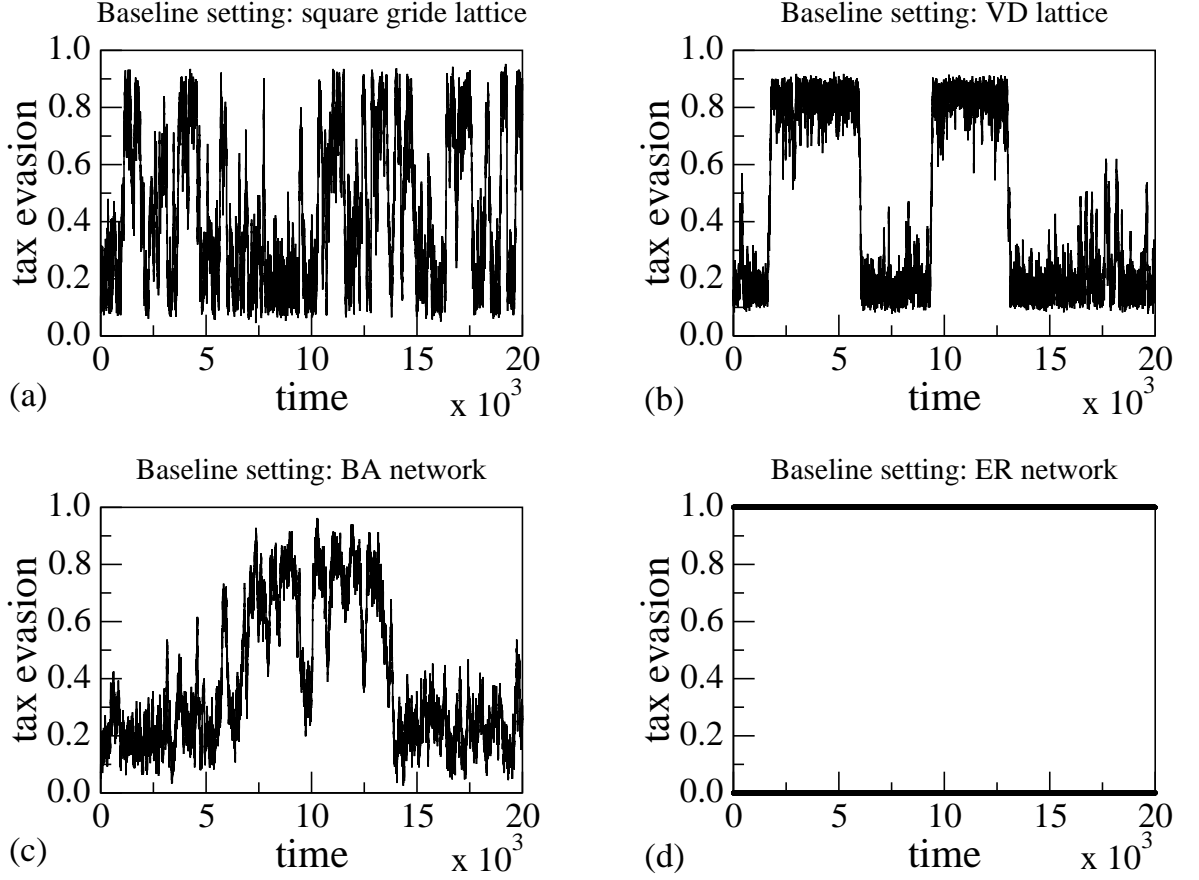 Baseline setting: square gride lattice
Baseline setting: VD lattice
1.0
0.8
0.6
0.4
0.2
0.0
tax evasion
0 5 10 15 20
time
x 10^3
(a)
1.0
0.8
0.6
0.4
0.2
0.0
tax evasion
0 5 10 15 20
time
x 10^3
(b)
Baseline setting: BA network
Baseline setting: ER network
1.0
0.8
0.6
0.4
0.2
0.0
tax evasion
0 5 10 15 20
time
x 10^3
(c)
1.0
0.8
0.6
0.4
0.2
0.0
tax evasion
0 5 10 15 20
time
x 10^3
(d)